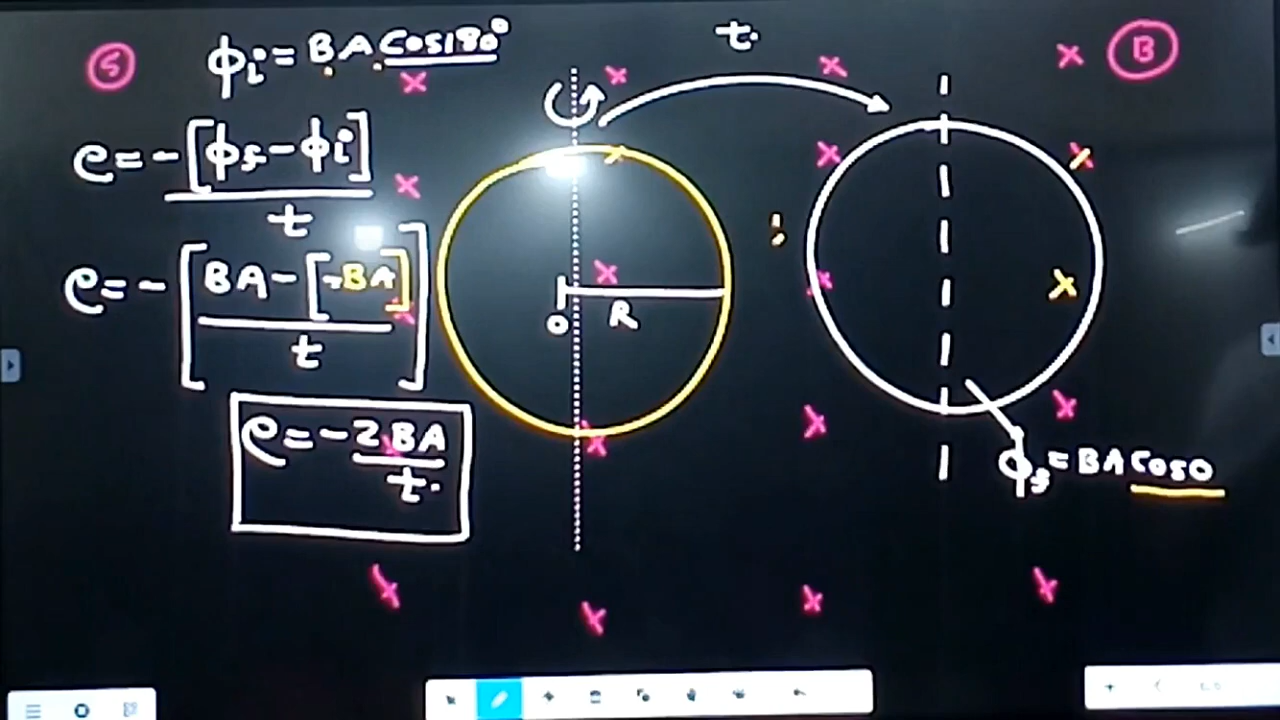 5
ϕi = BA Cos180°
t.
B
e = - [ϕf - ϕi] / t
e = - [BA - [-BA] / t]
O
R
e = - 2BA / t.
ϕf = BA Cos0